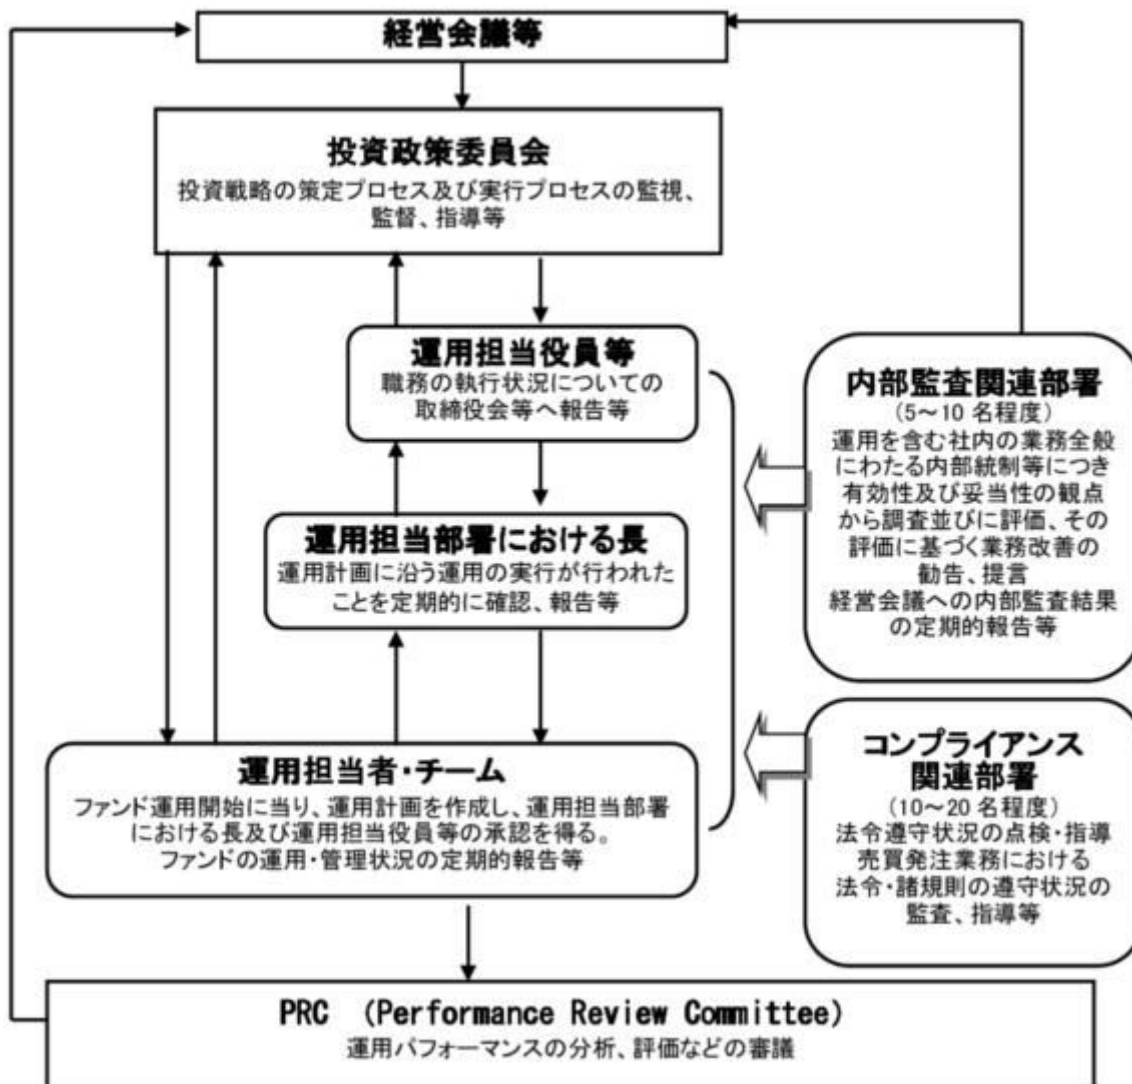 経営会議等
投資政策委員会
投資戦略の策定プロセス及び実行プロセスの監視、
監督、指導等
運用担当役員等
職務の執行状況についての
取締役会等へ報告等
運用担当部署における長
運用計画に沿う運用の実行が行われた
ことを定期的に確認、報告等
運用担当者・チーム
ファンド運用開始に当り、運用計画を作成し、運用担当部署
における長及び運用担当役員等の承認を得る。
ファンドの運用・管理状況の定期的報告等
内部監査関連部署
(5～10 名程度)
運用を含む社内の業務全般
にわたる内部統制等につき
有効性及び妥当性の観点
から調査並びに評価、その
評価に基づく業務改善の
勧告、提言
経営会議への内部監査結果
の定期的報告等
コンプライアンス
関連部署
(10～20 名程度)
法令遵守状況の点検・指導
売買発注業務における
法令・諸規則の遵守状況の
監査、指導等
PRC (Performance Review Committee)
運用パフォーマンスの分析、評価などの審議